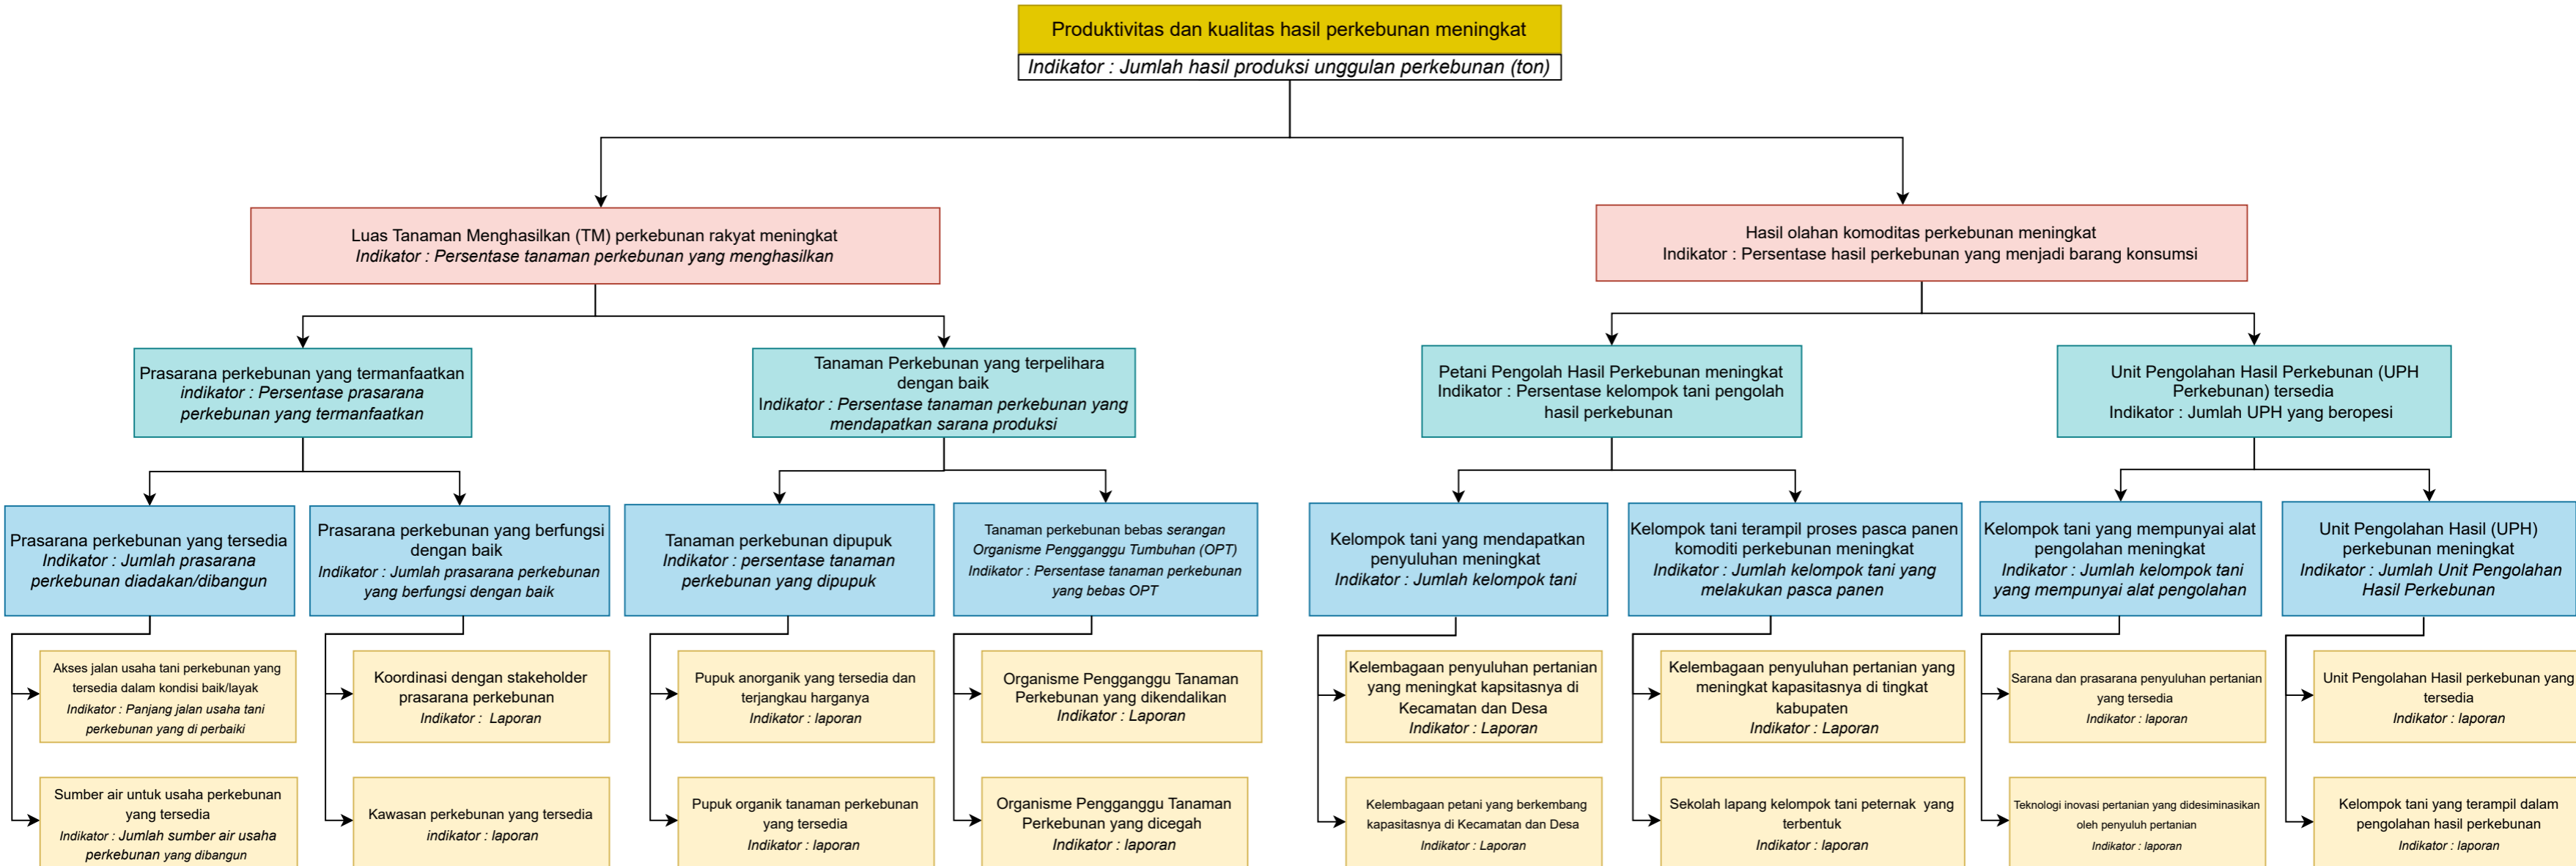 Produktivitas dan kualitas hasil perkebunan meningkat
Indikator : Jumlah hasil produksi unggulan perkebunan (ton)
Luas Tanaman Menghasilkan (TM) perkebunan rakyat meningkat
Indikator : Persentase tanaman perkebunan yang menghasilkan
Hasil olahan komoditas perkebunan meningkat
Indikator : Persentase hasil perkebunan yang menjadi barang konsumsi
Prasarana perkebunan yang termanfaatkan
indikator : Persentase prasarana
perkebunan yang termanfaatkan
Tanaman Perkebunan yang terpelihara
dengan baik
Indikator : Persentase tanaman perkebunan yang
mendapatkan sarana produksi
Petani Pengolah Hasil Perkebunan meningkat
Indikator : Persentase kelompok tani pengolah
hasil perkebunan
Unit Pengolahan Hasil Perkebunan (UPH
Perkebunan) tersedia
Indikator : Jumlah UPH yang beropesi
Prasarana perkebunan yang tersedia
Indikator : Jumlah prasarana
perkebunan diadakan/dibangun
Prasarana perkebunan yang berfungsi
dengan baik
Indikator : Jumlah prasarana perkebunan
yang berfungsi dengan baik
Tanaman perkebunan dipupuk
Indikator : persentase tanaman
perkebunan yang dipupuk
Tanaman perkebunan bebas serangan
Organisme Pengganggu Tumbuhan (OPT)
Indikator : Persentase tanaman perkebunan
yang bebas OPT
Kelompok tani yang mendapatkan
penyuluhan meningkat
Indikator : Jumlah kelompok tani
Kelompok tani terampil proses pasca panen
komoditi perkebunan meningkat
Indikator : Jumlah kelompok tani yang
melakukan pasca panen
Kelompok tani yang mempunyai alat
pengolahan meningkat
Indikator : Jumlah kelompok tani
yang mempunyai alat pengolahan
Unit Pengolahan Hasil (UPH)
perkebunan meningkat
Indikator : Jumlah Unit Pengolahan
Hasil Perkebunan
Akses jalan usaha tani perkebunan yang
tersedia dalam kondisi baik/layak
Indikator : Panjang jalan usaha tani
perkebunan yang di perbaiki
Koordinasi dengan stakeholder
prasarana perkebunan
Indikator : Laporan
Pupuk anorganik yang tersedia dan
terjangkau harganya
Indikator : laporan
Organisme Pengganggu Tanaman
Perkebunan yang dikendalikan
Indikator : Laporan
Kelembagaan penyuluhan pertanian
yang meningkat kapsitasnya di
Kecamatan dan Desa
Indikator : Laporan
Kelembagaan penyuluhan pertanian yang
meningkat kapasitasnya di tingkat
kabupaten
Indikator : Laporan
Sarana dan prasarana penyuluhan pertanian
yang tersedia
Indikator : laporan
Unit Pengolahan Hasil perkebunan yang
tersedia
Indikator : laporan
Sumber air untuk usaha perkebunan
yang tersedia
Indikator : Jumlah sumber air usaha
perkebunan yang dibangun
Kawasan perkebunan yang tersedia
indikator : laporan
Pupuk organik tanaman perkebunan
yang tersedia
Indikator : laporan
Organisme Pengganggu Tanaman
Perkebunan yang dicegah
Indikator : laporan
Kelembagaan petani yang berkembang
kapasitasnya di Kecamatan dan Desa
Indikator : Laporan
Sekolah lapang kelompok tani peternak yang
terbentuk
Indikator : laporan
Teknologi inovasi pertanian yang didesiminasikan
oleh penyuluh pertanian
Indikator : laporan
Kelompok tani yang terampil dalam
pengolahan hasil perkebunan
Indikator : laporan